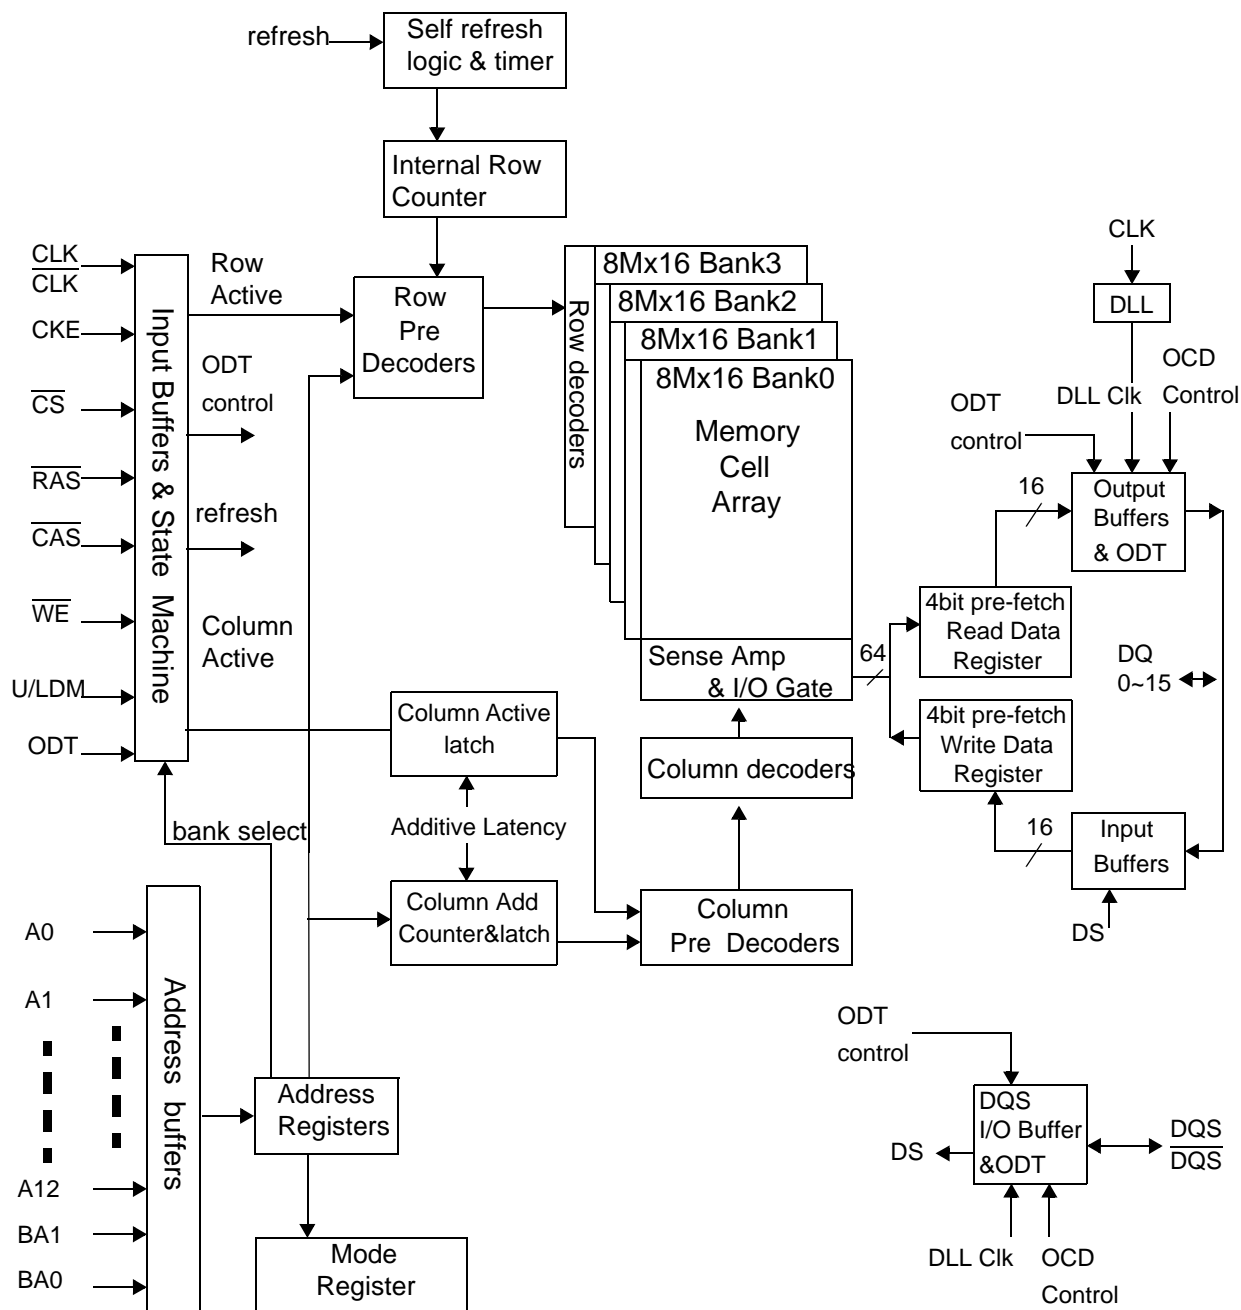 refresh
Self refresh
logic & timer
Internal Row
Counter
CLK
CLK
CKE
CS
RAS
CAS
WE
U/LDM
ODT
Input Buffers & State Machine
Row
Active
ODT
control
refresh
Column
Active
bank select
Row
Pre
Decoders
Row decoders
8Mx16 Bank3
8Mx16 Bank2
8Mx16 Bank1
8Mx16 Bank0
Memory
Cell
Array
Sense Amp
& I/O Gate
64
Column decoders
Column Active
latch
Additive Latency
Column Add
Counter&latch
Column
Pre Decoders
CLK
DLL
DLL Clk
OCD
Control
ODT
control
16
Output
Buffers
& ODT
4bit pre-fetch
Read Data
Register
4bit pre-fetch
Write Data
Register
DQ
0~15
16
Input
Buffers
DS
A0
A1
A12
BA1
BA0
Address buffers
Address
Registers
Mode
Register
ODT
control
DQS
I/O Buffer
&ODT
DS
DQS
DQS
DLL Clk
OCD
Control